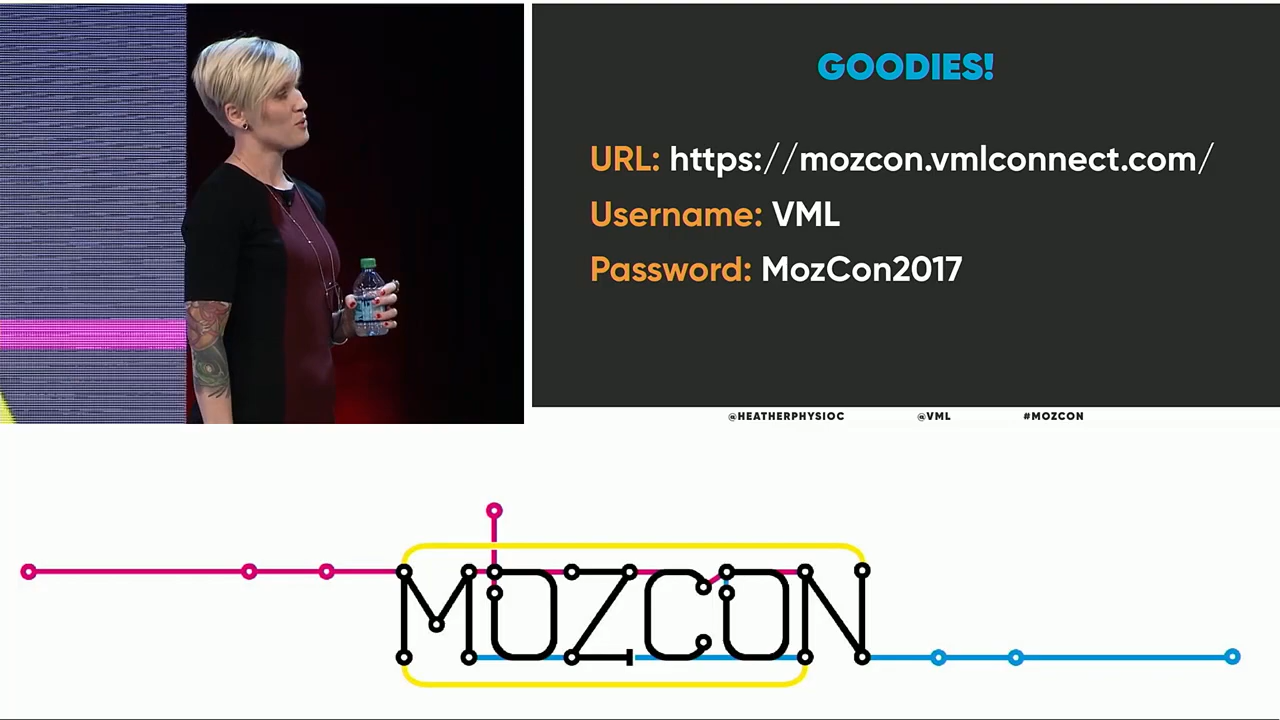 GOODIES!
URL: https://mozcon.vmlconnect.com/
Username: VML
Password: MozCon2017
@HEATHERPHYSIOC @VML #MOZCON
MOZCON